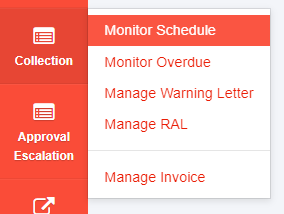 Collection
Approval
Escalation
Monitor Schedule
Monitor Overdue
Manage Warning Letter
Manage RAL
Manage Invoice